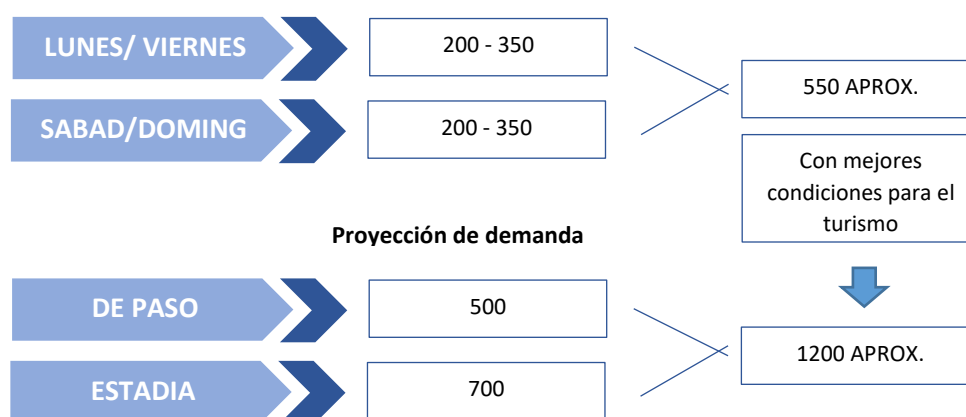 LUNES/ VIERNES
200 - 350
550 APROX.
SABAD/DOMING
200 - 350
Con mejores
condiciones para el
turismo
Proyección de demanda
DE PASO
500
1200 APROX.
ESTADIA
700